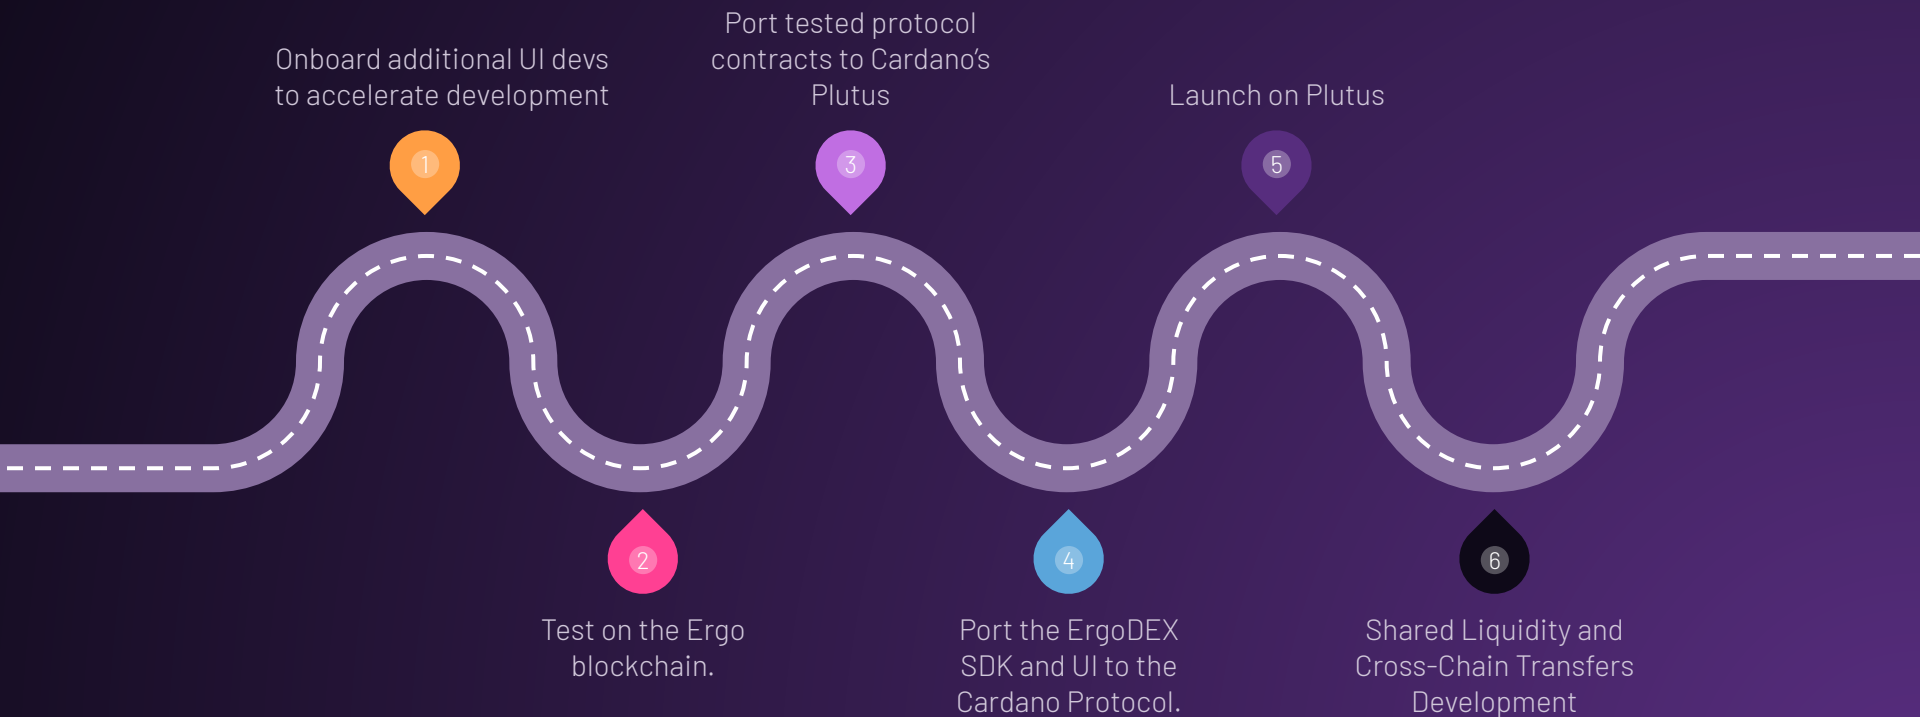 Onboard additional UI devs
to accelerate development
1
2
Test on the Ergo
blockchain.
Port tested protocol
contracts to Cardano's
Plutus
3
4
Port the ErgoDEX
SDK and UI to the
Cardano Protocol.
Launch on Plutus
5
6
Shared Liquidity and
Cross-Chain Transfers
Development